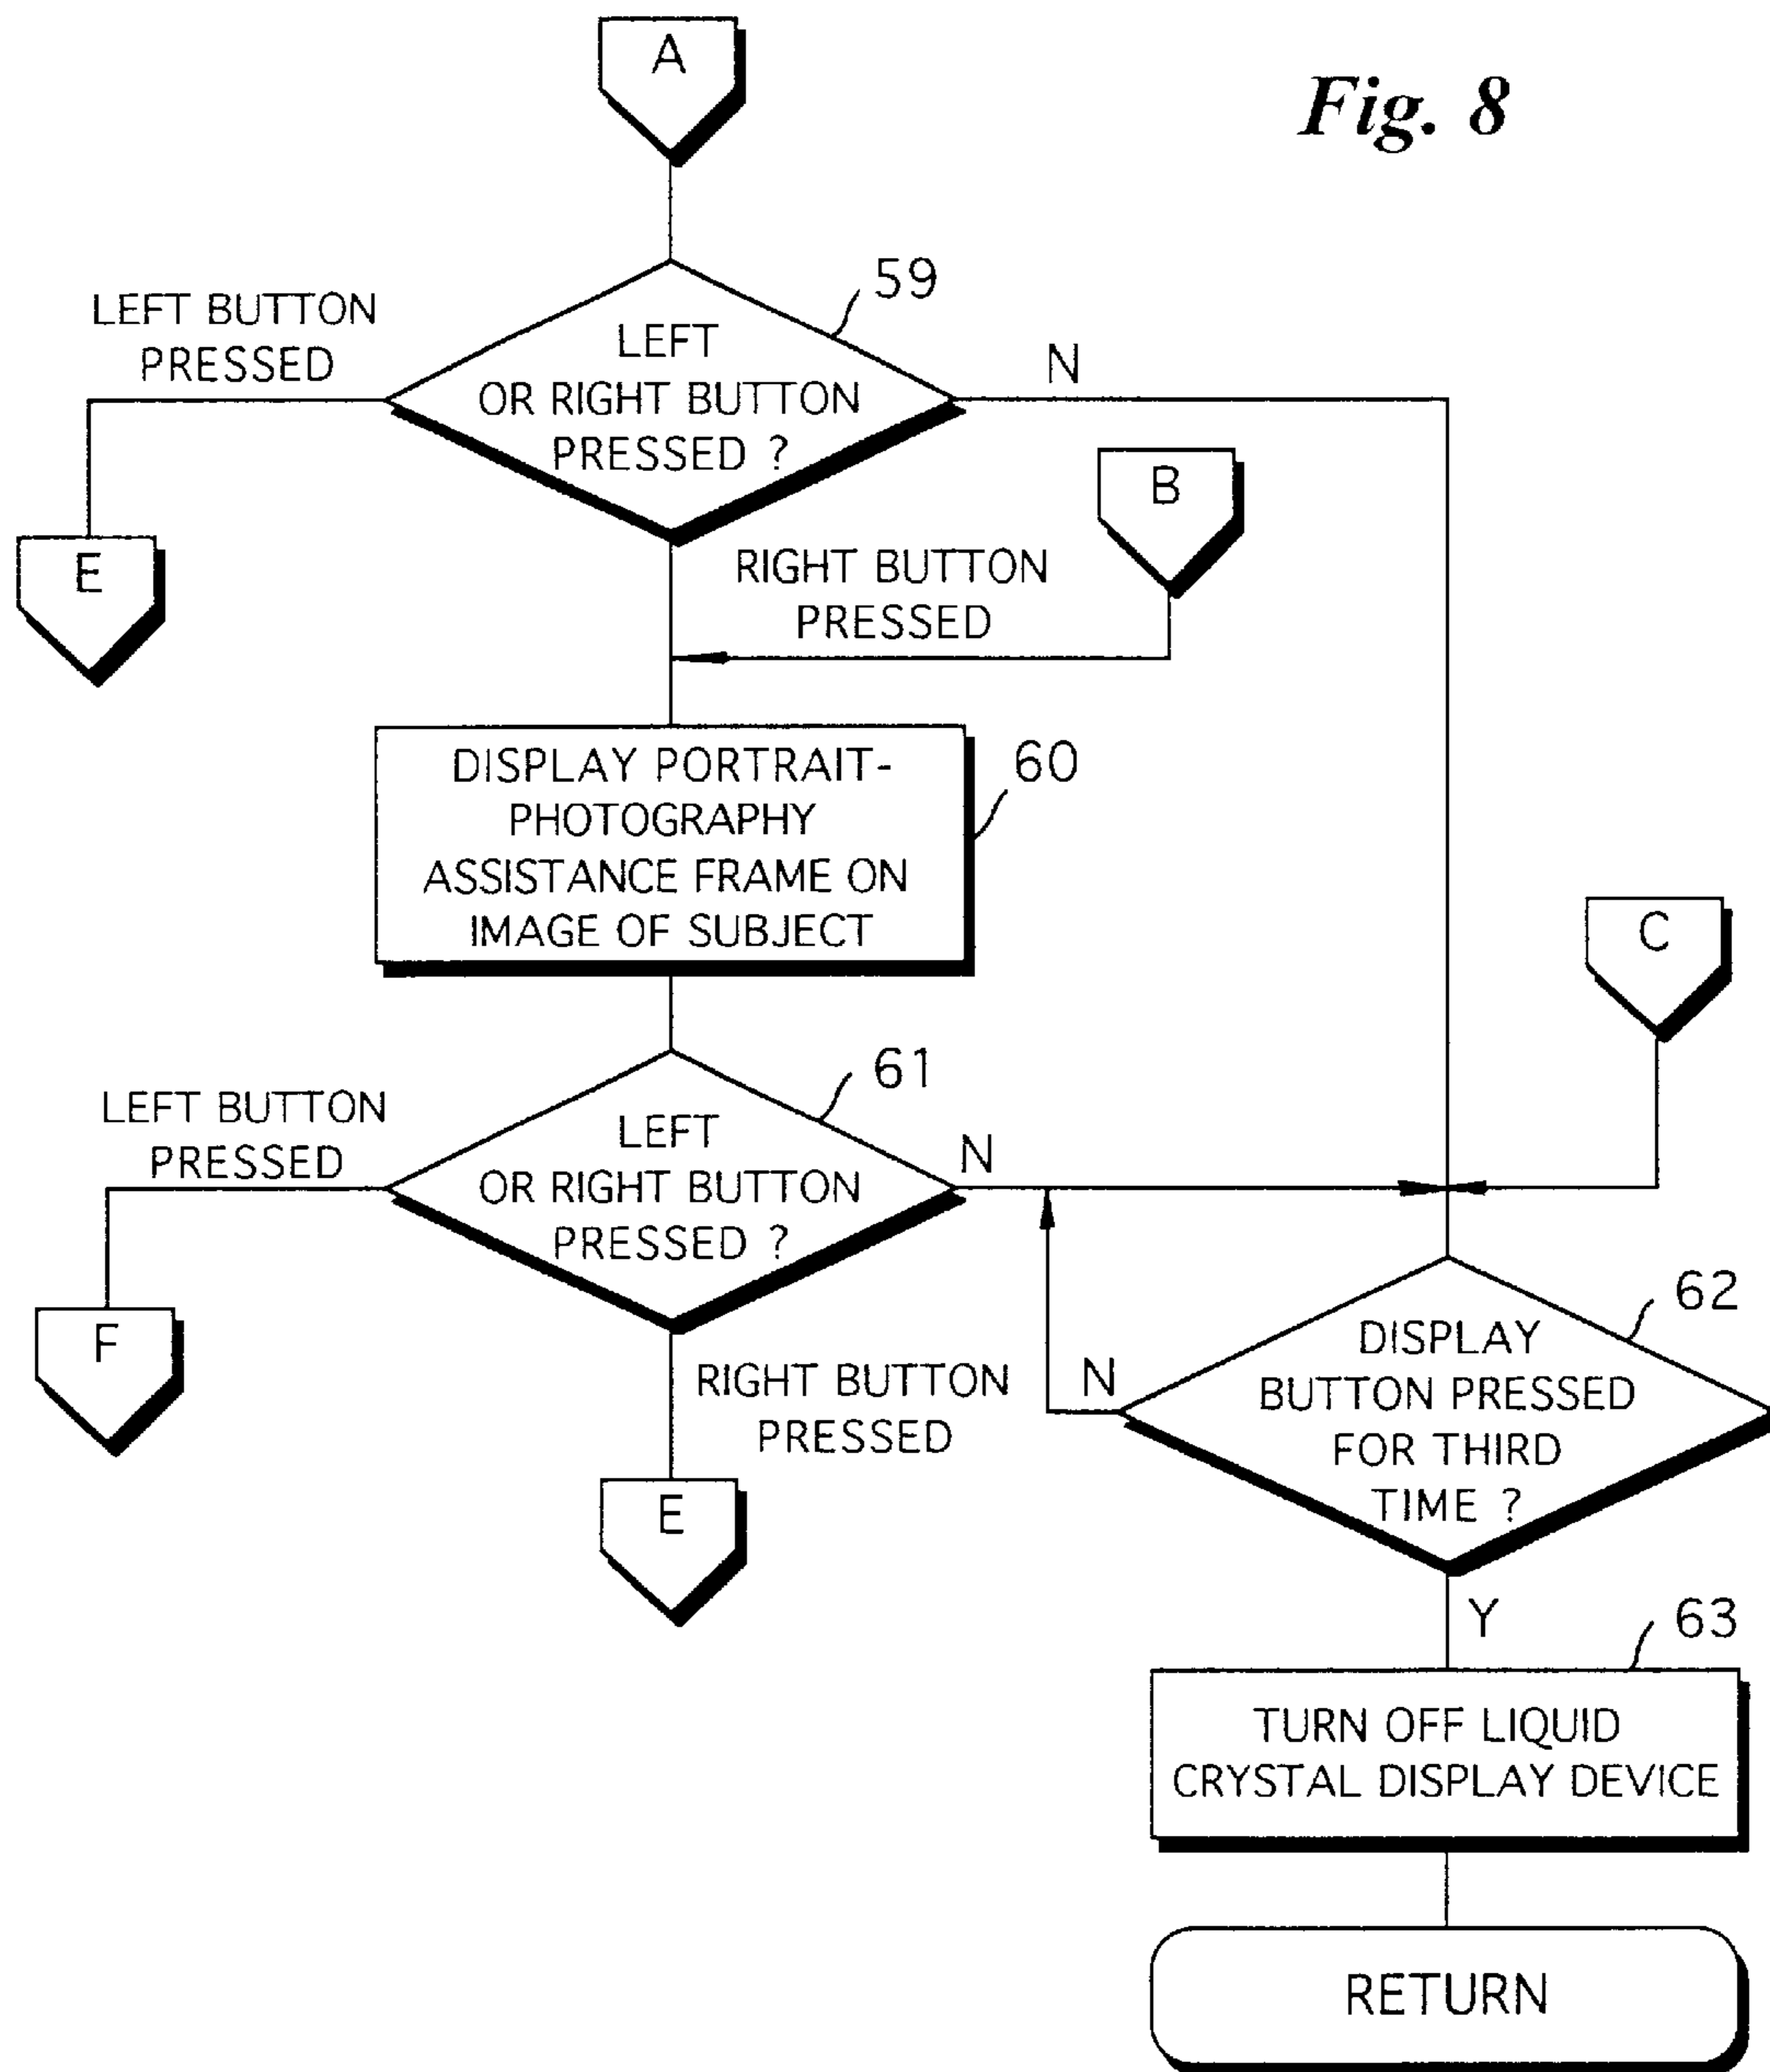 A
Fig. 8
59
LEFT BUTTON
PRESSED
LEFT
OR RIGHT BUTTON
PRESSED ?
N
B
E
RIGHT BUTTON
PRESSED
DISPLAY PORTRAIT-
PHOTOGRAPHY
ASSISTANCE FRAME ON
IMAGE OF SUBJECT
60
C
61
LEFT BUTTON
PRESSED
LEFT
OR RIGHT BUTTON
PRESSED ?
N
F
RIGHT BUTTON
PRESSED
E
62
N
DISPLAY
BUTTON PRESSED
FOR THIRD
TIME ?
Y
63
TURN OFF LIQUID
CRYSTAL DISPLAY DEVICE
RETURN